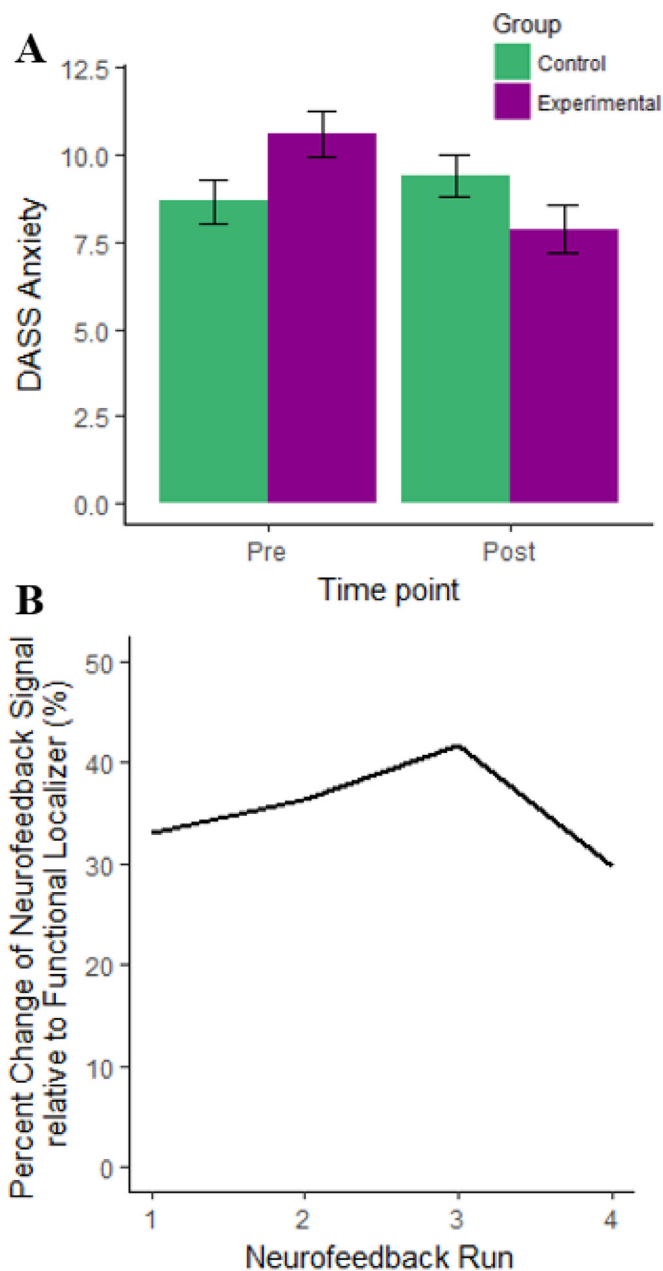 A
Group
Control
Experimental
12.5
10.0
7.5
5.0
2.5
0.0
DASS Anxiety
Pre
Post
Time point
B
Percent Change of Neurofeedback Signal
relative to Functional Localizer (%)
50
40
30
20
10
0
1
2
3
4
Neurofeedback Run